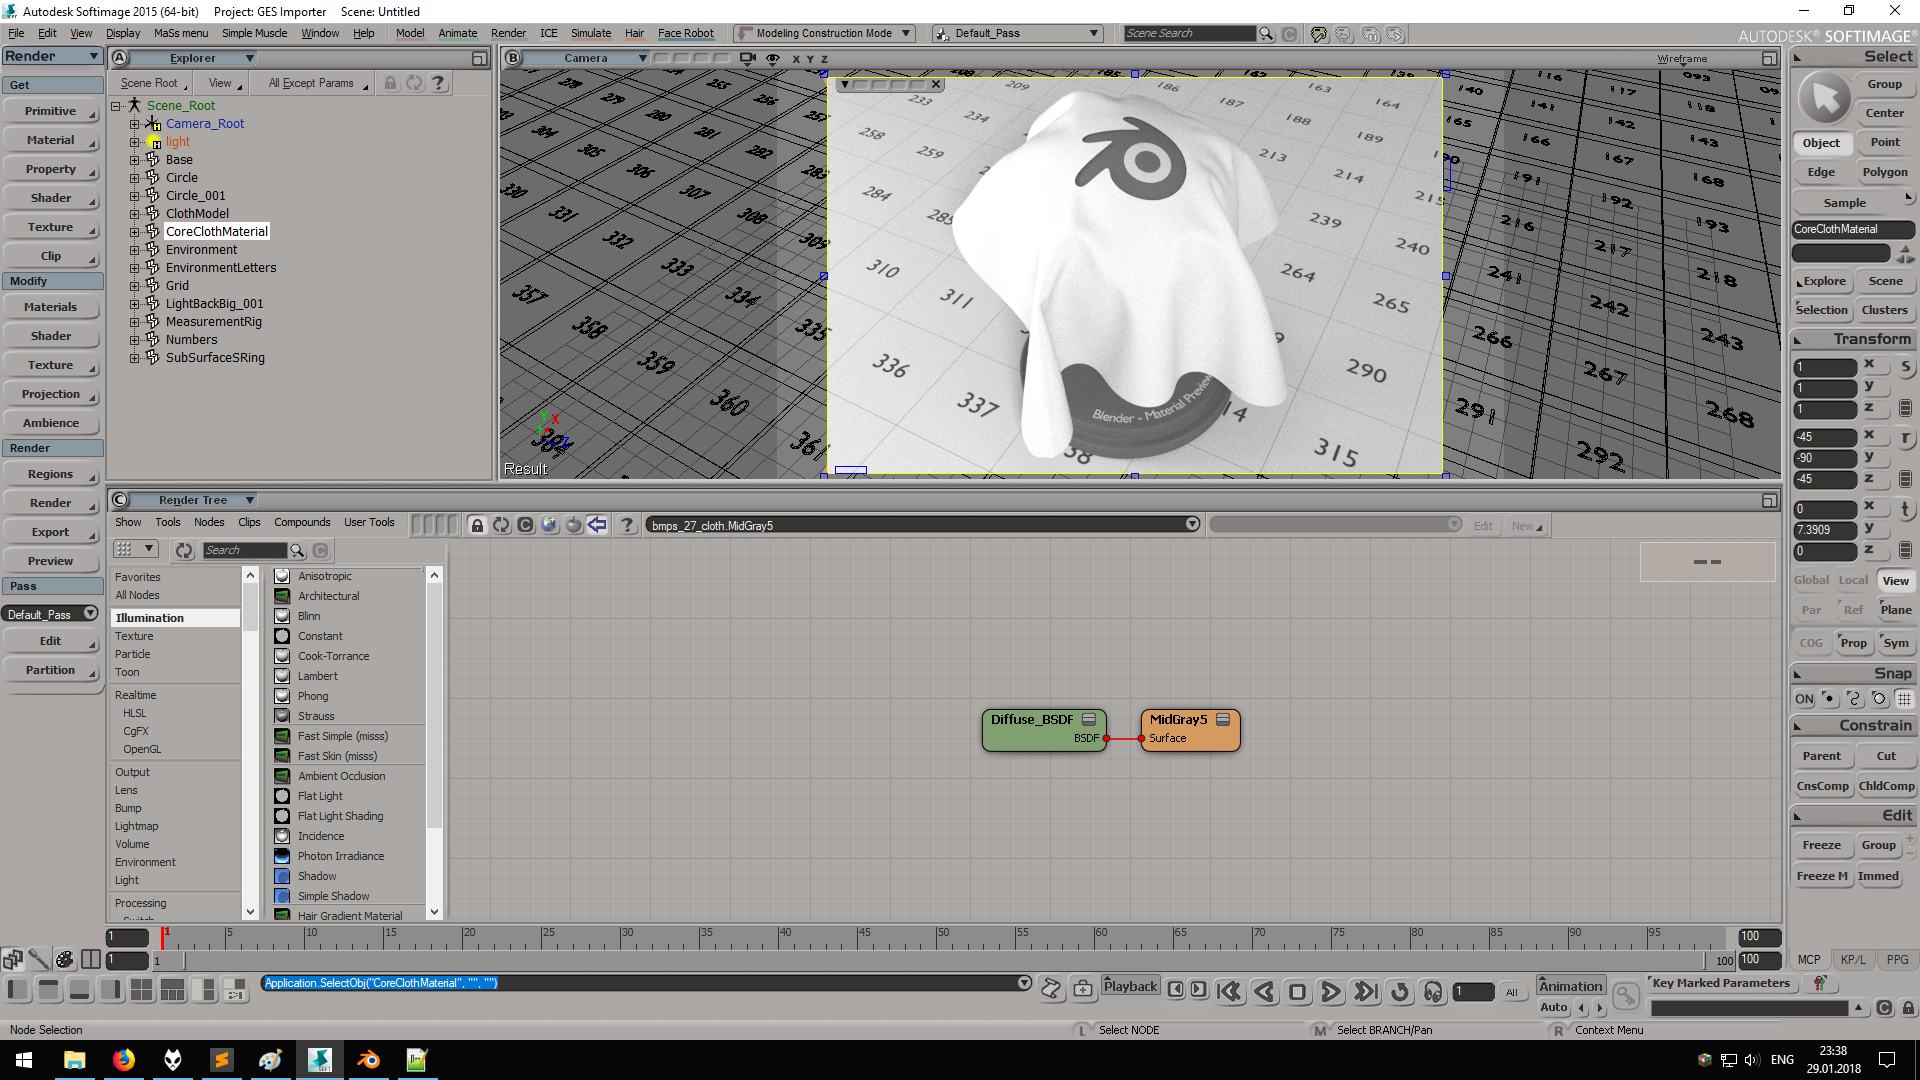 Autodesk Softimage 2015 (64-bit) Project: GES Importer Scene: Untitled
File Edit View Display MaSs menu Simple Muscle Window Help Model Animate Render ICE Simulate Hair Face Robot Modeling Construction Mode Default_Pass Scene Search
AUTODESK® SOFTIMAGE®
Render
Get
Primitive
Material
Property
Shader
Texture
Clip
Modify
Materials
Shader
Texture
Projection
Ambience
Render
Regions
Render
Export
Preview
Pass
Default_Pass
Edit
Partition
A Explorer
Scene Root View All Except Params
Scene_Root
Camera_Root
light
Base
Circle
Circle_001
ClothModel
CoreClothMaterial
Environment
EnvironmentLetters
Grid
LightBackBig_001
MeasurementRig
Numbers
SubSurfaceSRing
B Camera X Y Z Wireframe
Blender - Material Preview
Result
C Render Tree
Show Tools Nodes Clips Compounds User Tools bmps_27_cloth.MidGray5 Edit New
Search
Favorites
All Nodes
Illumination
Texture
Particle
Toon
Realtime
HLSL
CgFX
OpenGL
Output
Lens
Bump
Lightmap
Volume
Environment
Light
Processing
Switch
Anisotropic
Architectural
Blinn
Constant
Cook-Torrance
Lambert
Phong
Strauss
Fast Simple (misss)
Fast Skin (misss)
Ambient Occlusion
Flat Light
Flat Light Shading
Incidence
Photon Irradiance
Shadow
Simple Shadow
Hair Gradient Material
Diffuse_BSDF
BSDF
MidGray5
Surface
Select
Group
Center
Object Point
Edge Polygon
Sample
CoreClothMaterial
Explore Scene
Selection Clusters
Transform
1 x s
1 y
1 z
-45 x r
-90 y
-45 z
0 x t
7.3909 y
0 z
Global Local View
Par Ref Plane
COG Prop Sym
Snap
ON
Constrain
Parent Cut
CnsComp ChldComp
Edit
Freeze Group
Freeze M Immed
MCP KP/L PPG
1 1 5 10 15 20 25 30 35 40 45 50 55 60 65 70 75 80 85 90 95 100
1 1 100 100
Application.SelectObj("CoreClothMaterial", "", "")
Playback 1 All Animation Key Marked Parameters
Auto
Node Selection L Select NODE M Select BRANCH/Pan R Context Menu
ENG 23:38
29.01.2018